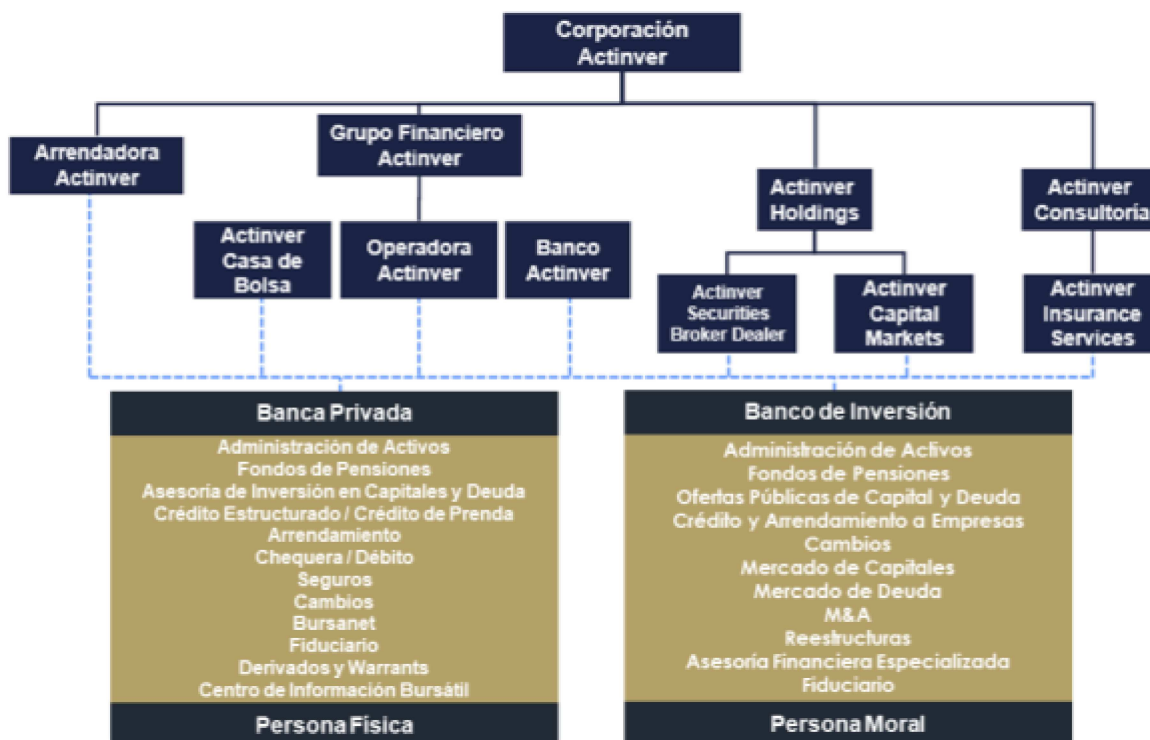 Corporación
Actinver
Arrendadora
Actinver
Grupo Financiero
Actinver
Actinver
Holdings
Actinver
Consultoría
Actinver
Casa de
Bolsa
Operadora
Actinver
Banco
Actinver
Actinver
Securities
Broker Dealer
Actinver
Capital
Markets
Actinver
Insurance
Services
Banca Privada
Administración de Activos
Fondos de Pensiones
Asesoría de Inversión en Capitales y Deuda
Crédito Estructurado / Crédito de Prenda
Arrendamiento
Chequera / Débito
Seguros
Cambios
Bursanet
Fiduciario
Derivados y Warrants
Centro de Información Bursátil
Persona Física
Banco de Inversión
Administración de Activos
Fondos de Pensiones
Ofertas Públicas de Capital y Deuda
Crédito y Arrendamiento a Empresas
Cambios
Mercado de Capitales
Mercado de Deuda
M&A
Reestructuras
Asesoría Financiera Especializada
Fiduciario
Persona Moral